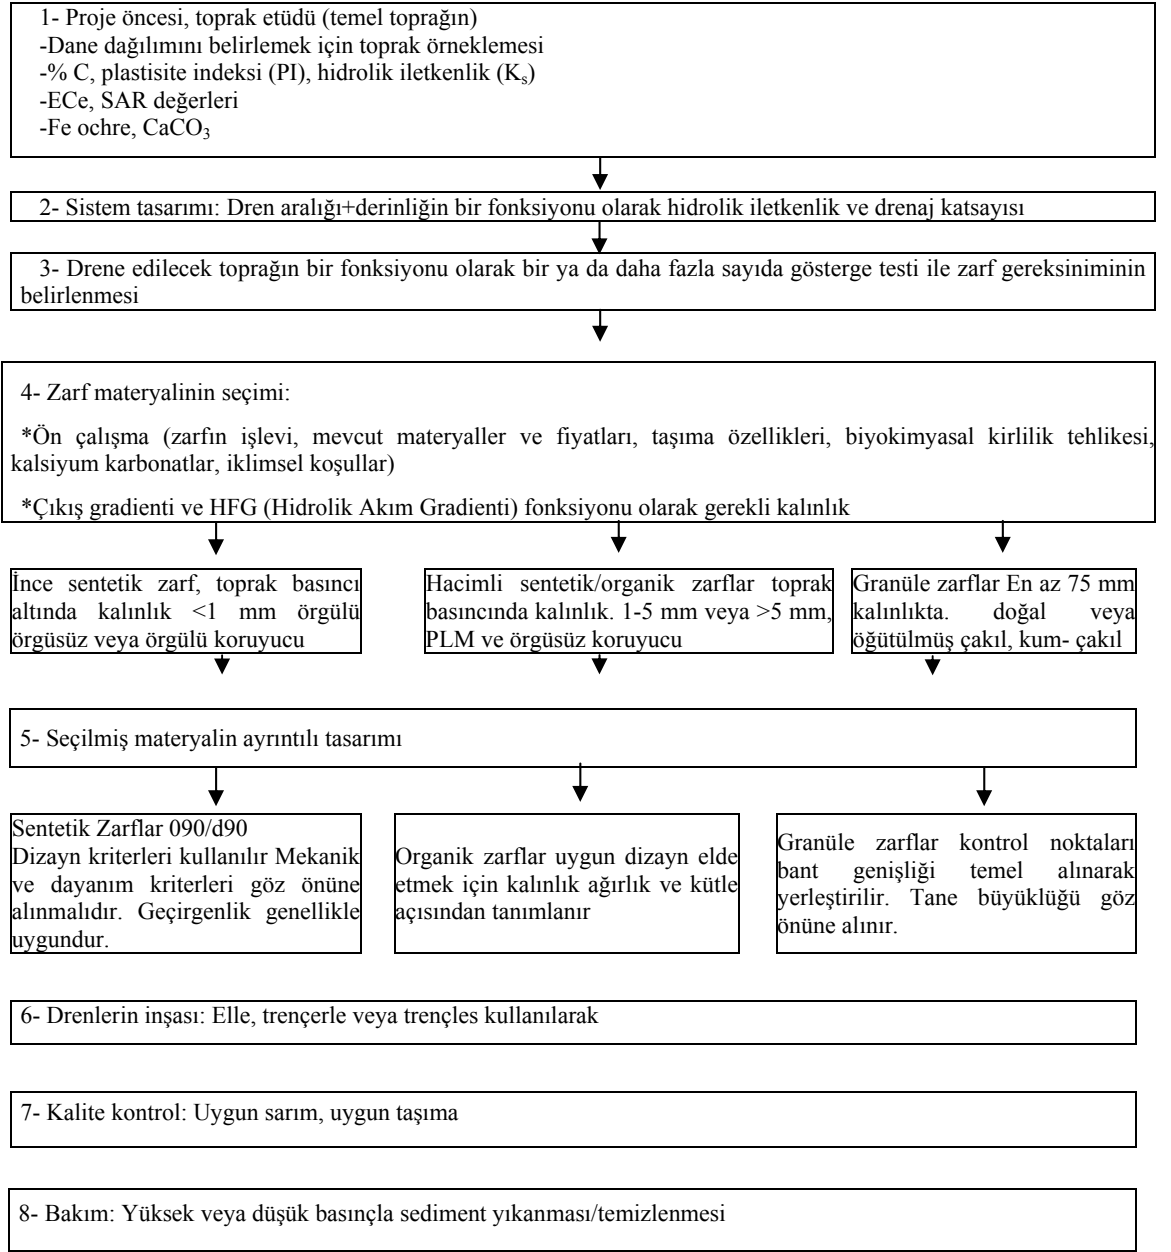 1- Proje öncesi, toprak etüdü (temel toprağın)
-Dane dağılımını belirlemek için toprak örneklemesi
-% C, plastisite indeksi (PI), hidrolik iletkenlik (Ks)
-ECe, SAR değerleri
-Fe ochre, CaCO3
2- Sistem tasarımı: Dren aralığı+derinliğin bir fonksiyonu olarak hidrolik iletkenlik ve drenaj katsayısı
3- Drene edilecek toprağın bir fonksiyonu olarak bir ya da daha fazla sayıda gösterge testi ile zarf gereksiniminin
belirlenmesi
4- Zarf materyalinin seçimi:
*Ön çalışma (zarfın işlevi, mevcut materyaller ve fiyatları, taşıma özellikleri, biyokimyasal kirlilik tehlikesi,
kalsiyum karbonatlar, iklimsel koşullar)
*Çıkış gradienti ve HFG (Hidrolik Akım Gradienti) fonksiyonu olarak gerekli kalınlık
İnce sentetik zarf, toprak basıncı
altında kalınlık <1 mm örgülü
örgüsüz veya örgülü koruyucu
Hacimli sentetik/organik zarflar toprak
basıncında kalınlık. 1-5 mm veya >5 mm,
PLM ve örgüsüz koruyucu
Granüle zarflar En az 75 mm
kalınlıkta. doğal veya
öğütülmüş çakıl, kum- çakıl
5- Seçilmiş materyalin ayrıntılı tasarımı
Sentetik Zarflar 090/d90
Dizayn kriterleri kullanılır Mekanik
ve dayanım kriterleri göz önüne
alınmalıdır. Geçirgenlik genellikle
uygundur.
Organik zarflar uygun dizayn elde
etmek için kalınlık ağırlık ve kütle
açısından tanımlanır
Granüle zarflar kontrol noktaları
bant genişliği temel alınarak
yerleştirilir. Tane büyüklüğü göz
önüne alınır.
6- Drenlerin inşası: Elle, trençerle veya trençles kullanılarak
7- Kalite kontrol: Uygun sarım, uygun taşıma
8- Bakım: Yüksek veya düşük basınçla sediment yıkanması/temizlenmesi